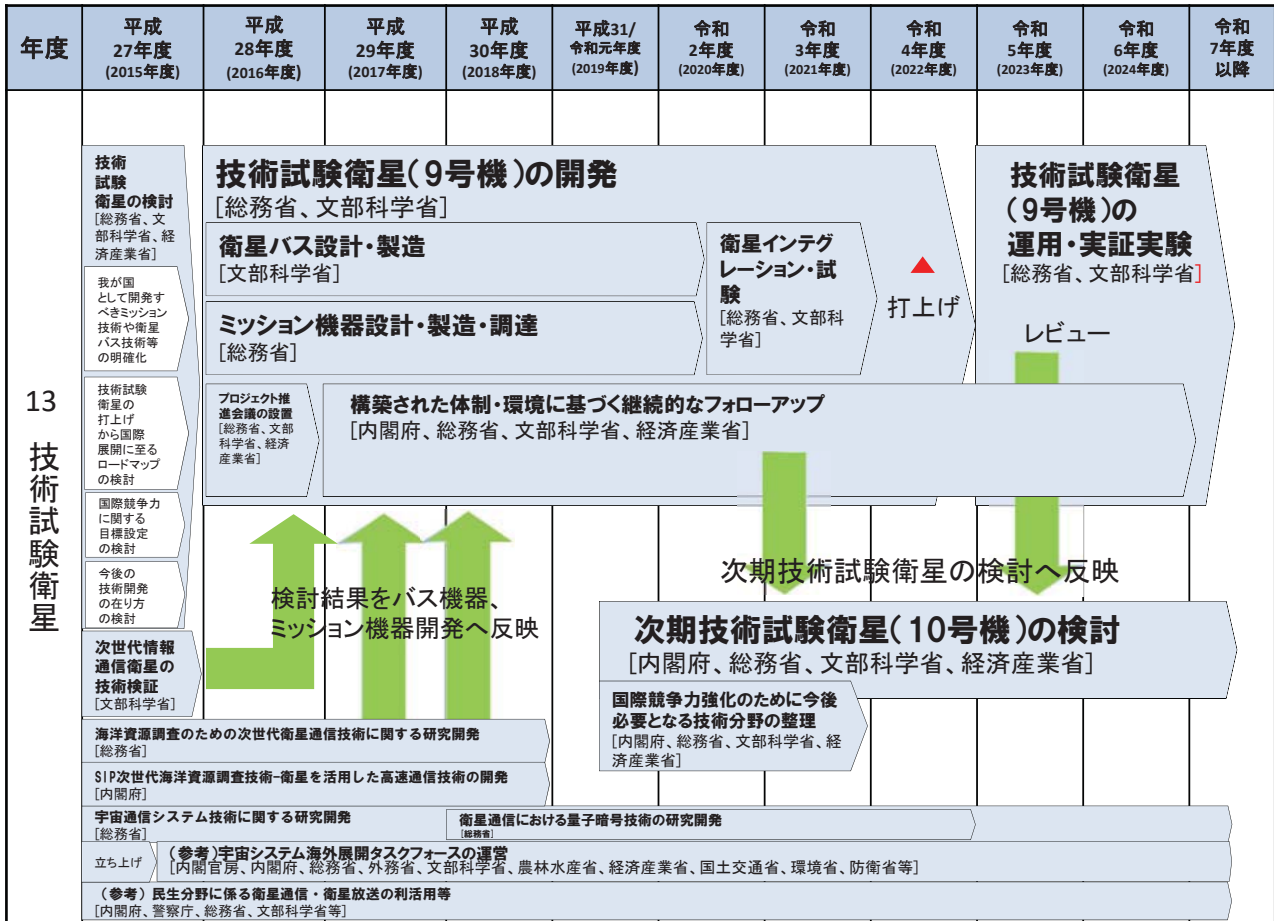 年度
平成
27年度
(2015年度)
平成
28年度
(2016年度)
平成
29年度
(2017年度)
平成
30年度
(2018年度)
平成31/
令和元年度
(2019年度)
令和
2年度
(2020年度)
令和
3年度
(2021年度)
令和
4年度
(2022年度)
令和
5年度
(2023年度)
令和
6年度
(2024年度)
令和
7年度
以降
13
技術試験衛星
技術
試験
衛星の検討
[総務省、文
部科学省、経
済産業省]
我が国
として開発す
べきミッション
技術や衛星
バス技術等
の明確化
技術試験
衛星の
打上げ
から国際
展開に至る
ロードマップ
の検討
国際競争力
に関する
目標設定
の検討
今後の
技術開発
の在り方
の検討
次世代情報
通信衛星の
技術検証
[文部科学省]
技術試験衛星(9号機)の開発
[総務省、文部科学省]
衛星バス設計・製造
[文部科学省]
ミッション機器設計・製造・調達
[総務省]
衛星インテグ
レーション・試
験
[総務省、文部科
学省]
打上げ
技術試験衛星
(9号機)の
運用・実証実験
[総務省、文部科学省]
レビュー
プロジェクト推
進会議の設置
[総務省、文部
科学省、経済
産業省]
構築された体制・環境に基づく継続的なフォローアップ
[内閣府、総務省、文部科学省、経済産業省]
検討結果をバス機器、
ミッション機器開発へ反映
次期技術試験衛星の検討へ反映
次期技術試験衛星(10号機)の検討
[内閣府、総務省、文部科学省、経済産業省]
国際競争力強化のために今後
必要となる技術分野の整理
[内閣府、総務省、文部科学省、経
済産業省]
海洋資源調査のための次世代衛星通信技術に関する研究開発
[総務省]
SIP次世代海洋資源調査技術-衛星を活用した高速通信技術の開発
[内閣府]
宇宙通信システム技術に関する研究開発
[総務省]
衛星通信における量子暗号技術の研究開発
[総務省]
立ち上げ
(参考)宇宙システム海外展開タスクフォースの運営
[内閣官房、内閣府、総務省、外務省、文部科学省、農林水産省、経済産業省、国土交通省、環境省、防衛省等]
(参考) 民生分野に係る衛星通信・衛星放送の利活用等
[内閣府、警察庁、総務省、文部科学省等]